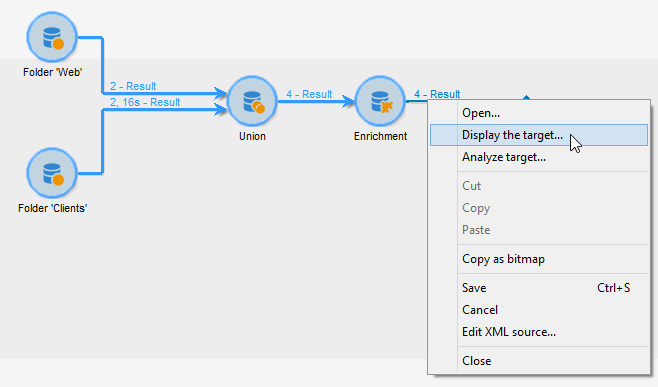 Folder 'Web'
2 - Result
2, 16s - Result
Folder 'Clients'
4 - Result
Union
4 - Result
Enrichment
Open...
Display the target...
Analyze target...
Cut
Copy
Paste
Copy as bitmap
Save Ctrl+S
Cancel
Edit XML source...
Close